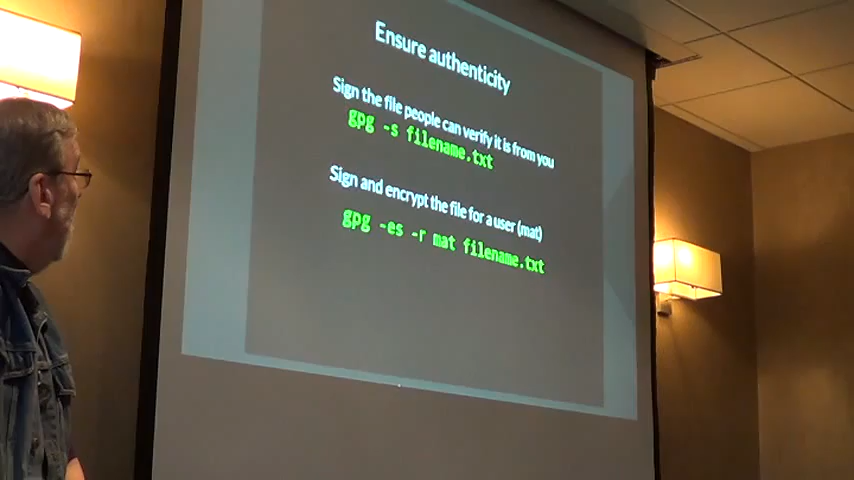 Ensure authenticity
Sign the file people can verify it is from you
gpg -s filename.txt
Sign and encrypt the file for a user (mat)
gpg -es -r mat filename.txt